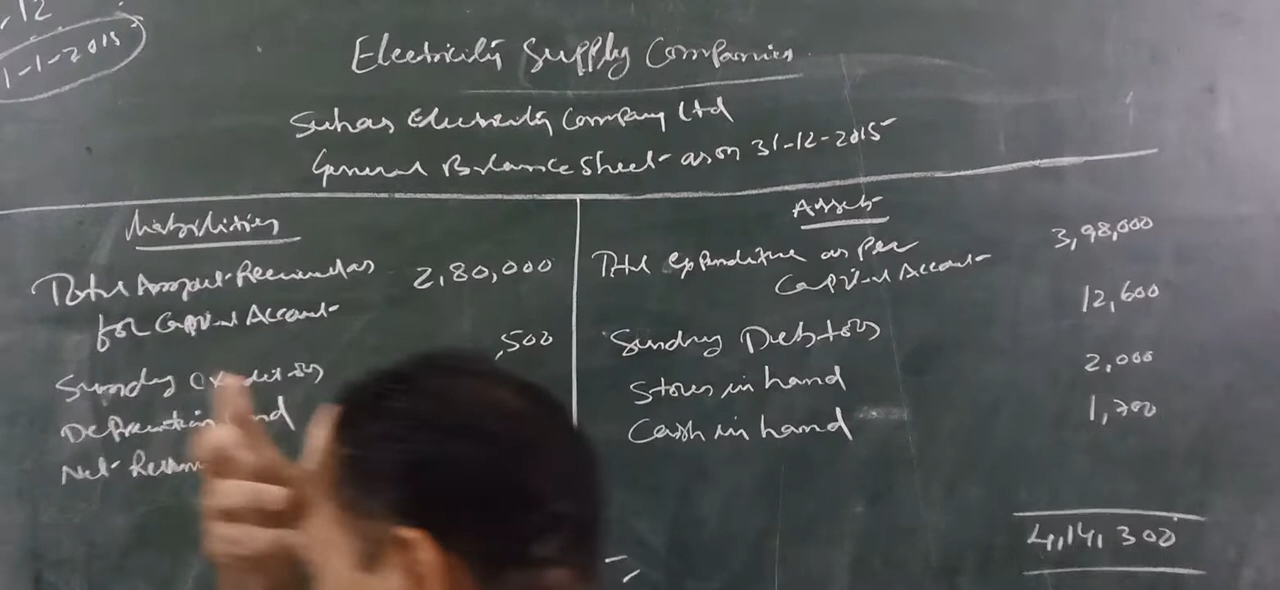 ,12
1-1-2015
Electricity Supply Companies
Suhas Electricity Company Ltd
General Balance Sheet as on 31-12-2015
Liabilities
Total Amount Received as 2,80,000
for Capital Account
,500
Sundry Creditors
Depreciation nd
Net Reven
Assets
Total Expenditure as per 3,98,000
Capital Account
12,600
Sundry Debtors
2,000
Stores in hand
1,700
Cash in hand
4,14,300